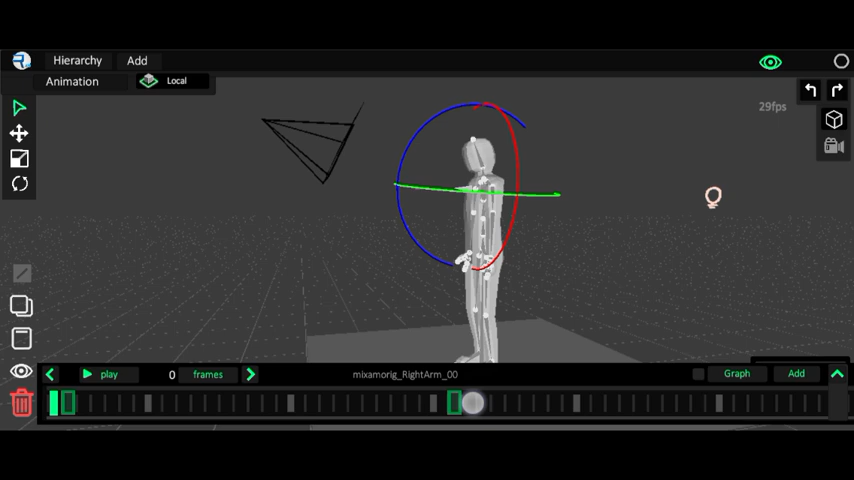 Hierarchy Add
Animation Local
29fps
play 0 frames mixamorig_RightArm_00 Graph Add